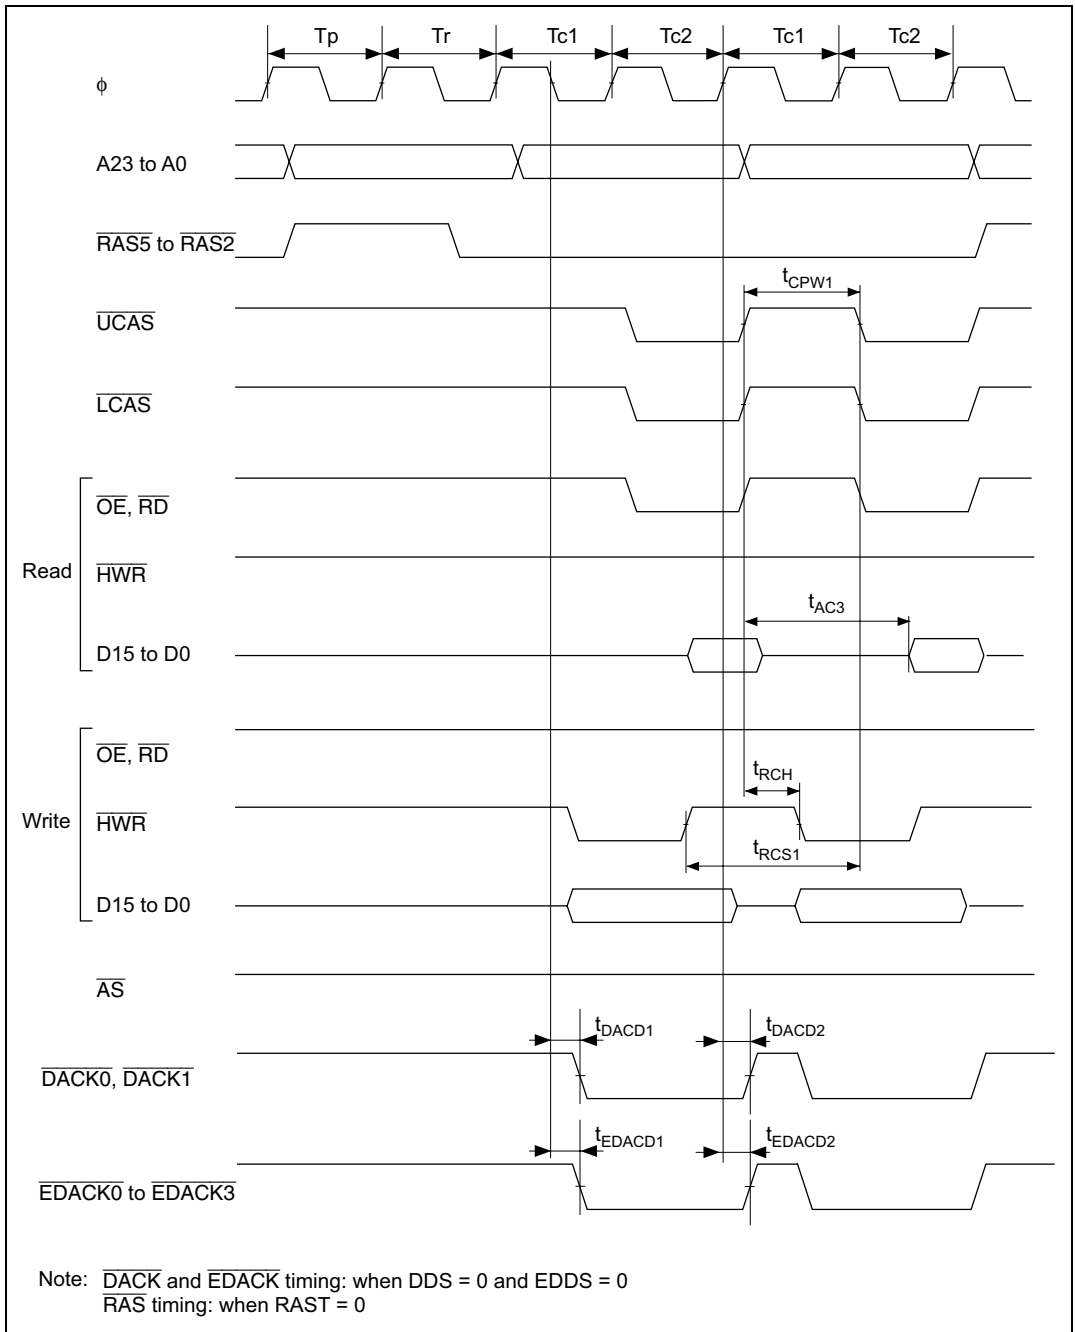 Tp Tr Tc1 Tc2 Tc1 Tc2
ϕ
A23 to A0
RAS5 to RAS2
tCPW1
UCAS
LCAS
OE, RD
Read
HWR
tAC3
D15 to D0
OE, RD
tRCH
Write
HWR
tRCS1
D15 to D0
AS
tDACD1 tDACD2
DACK0, DACK1
tEDACD1 tEDACD2
EDACK0 to EDACK3
Note: DACK and EDACK timing: when DDS = 0 and EDDS = 0
RAS timing: when RAST = 0